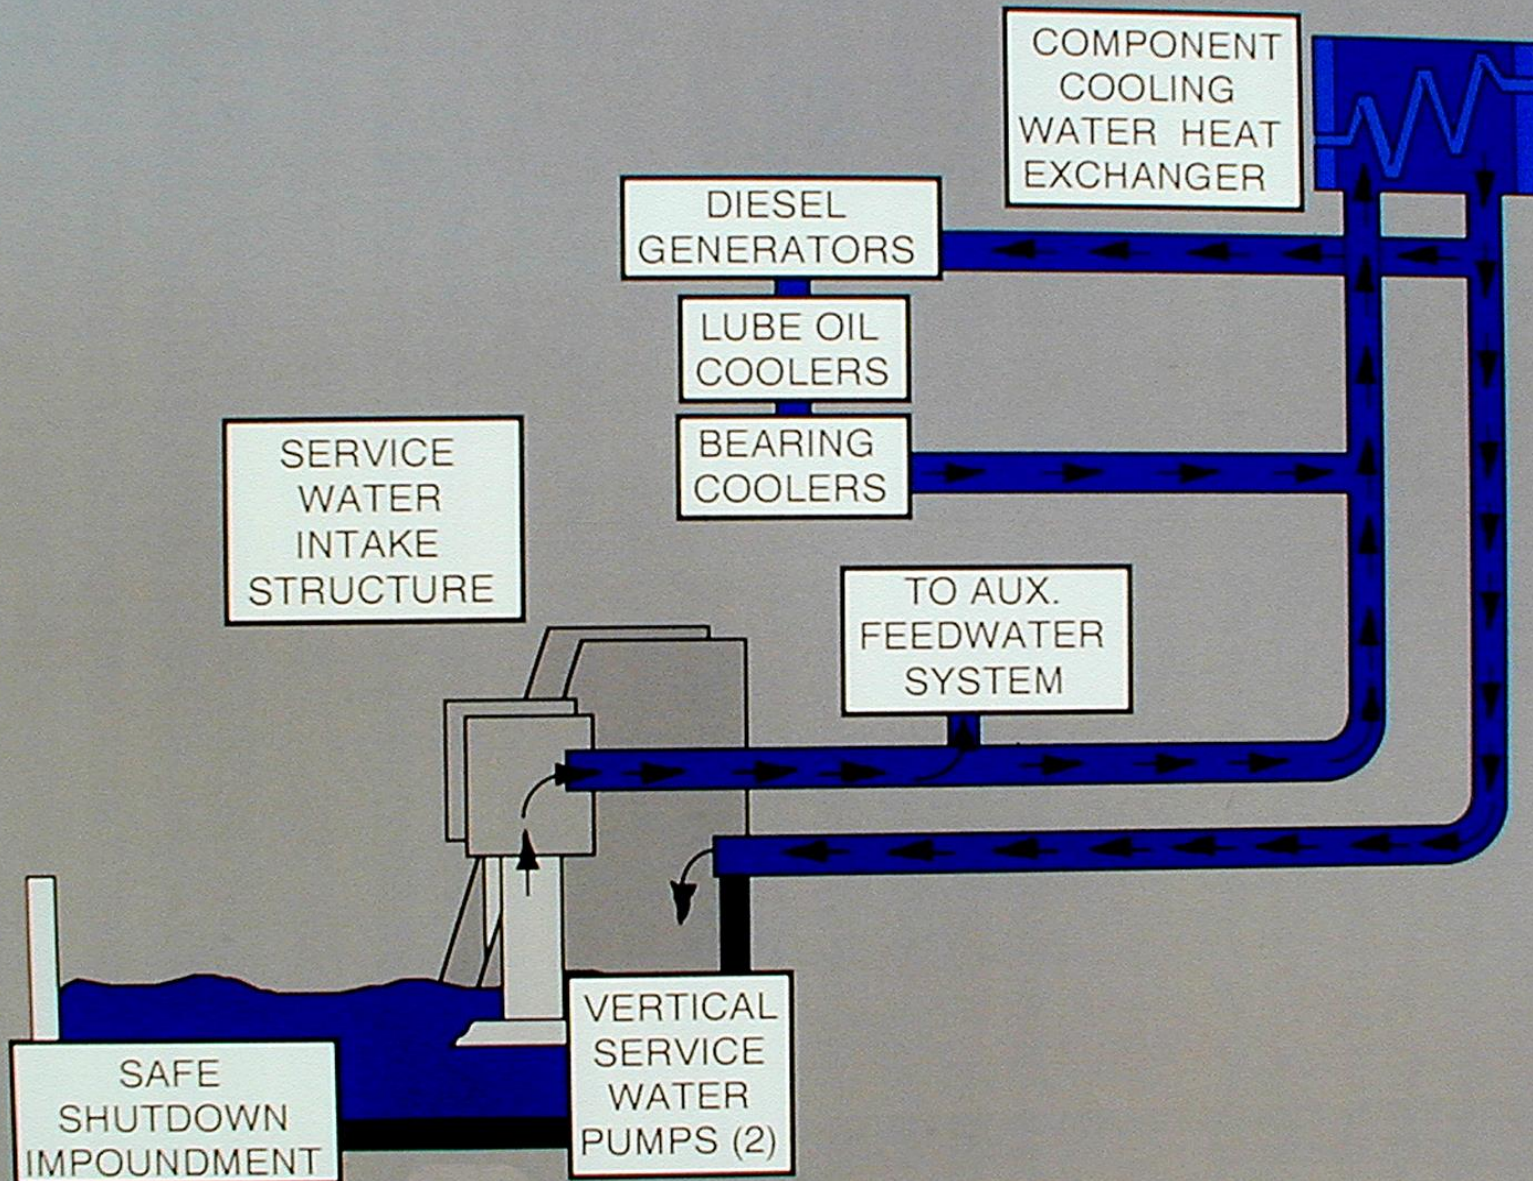 COMPONENT
COOLING
WATER HEAT
EXCHANGER
DIESEL
GENERATORS
LUBE OIL
COOLERS
BEARING
COOLERS
SERVICE
WATER
INTAKE
STRUCTURE
TO AUX.
FEEDWATER
SYSTEM
VERTICAL
SERVICE
WATER
PUMPS (2)
SAFE
SHUTDOWN
IMPOUNDMENT